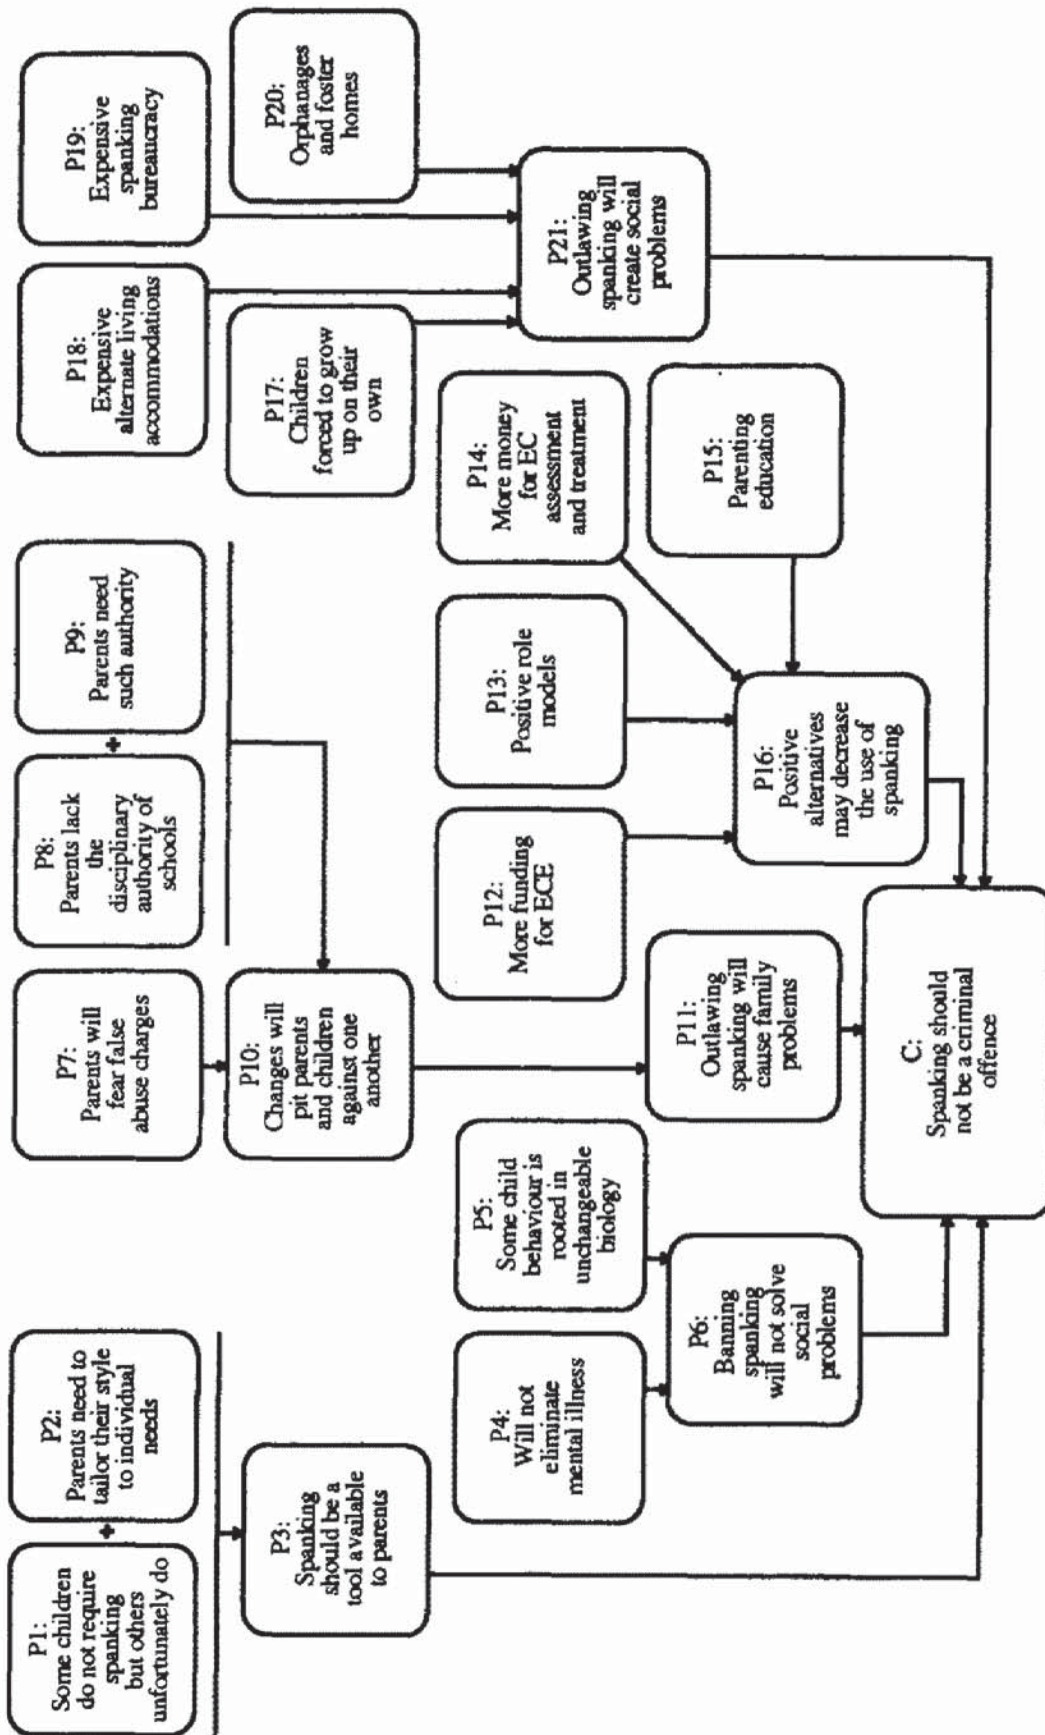 P1:
Some children
do not require
spanking
but others
unfortunately do
+
P2:
Parents need to
tailor their style
to individual
needs
P3:
Spanking
should be a
tool available
to parents
P4:
Will not
eliminate
mental illness
P5:
Some child
behaviour is
rooted in
unchangeable
biology
P6:
Banning
spanking
will not solve
social
problems
P7:
Parents will
fear false
abuse charges
P8:
Parents lack
the
disciplinary
authority of
schools
+
P9:
Parents need
such authority
P10:
Changes will
pit parents
and children
against one
another
P11:
Outlawing
spanking will
cause family
problems
P12:
More funding
for ECE
P13:
Positive role
models
P14:
More money
for EC
assessment
and treatment
P15:
Parenting
education
P16:
Positive
alternatives
may decrease
the use of
spanking
P17:
Children
forced to grow
up on their
own
P18:
Expensive
alternate living
accommodations
P19:
Expensive
spanking
bureaucracy
P20:
Orphanages
and foster
homes
P21:
Outlawing
spanking will
create social
problems
C:
Spanking should
not be a criminal
offence